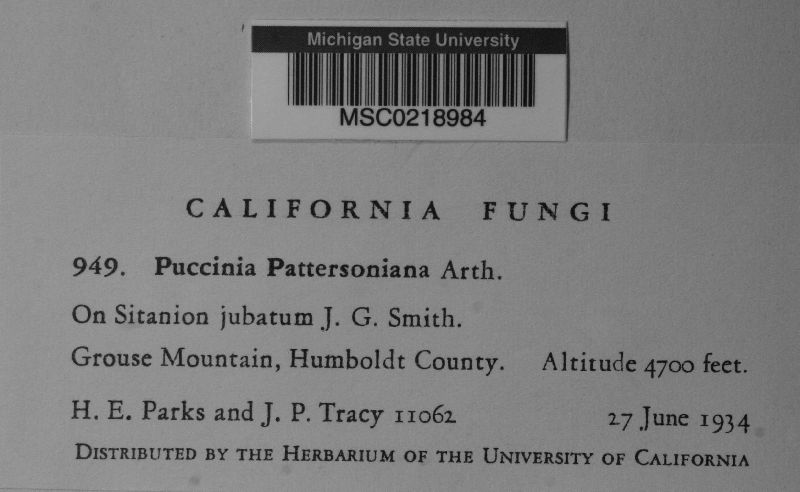 Michigan State University
MSC0218984
CALIFORNIA FUNGI
949. Puccinia Pattersoniana Arth.
On Sitanion jubatum J. G. Smith.
Grouse Mountain, Humboldt County. Altitude 4700 feet.
H. E. Parks and J. P. Tracy 11062 27 June 1934
DISTRIBUTED BY THE HERBARIUM OF THE UNIVERSITY OF CALIFORNIA